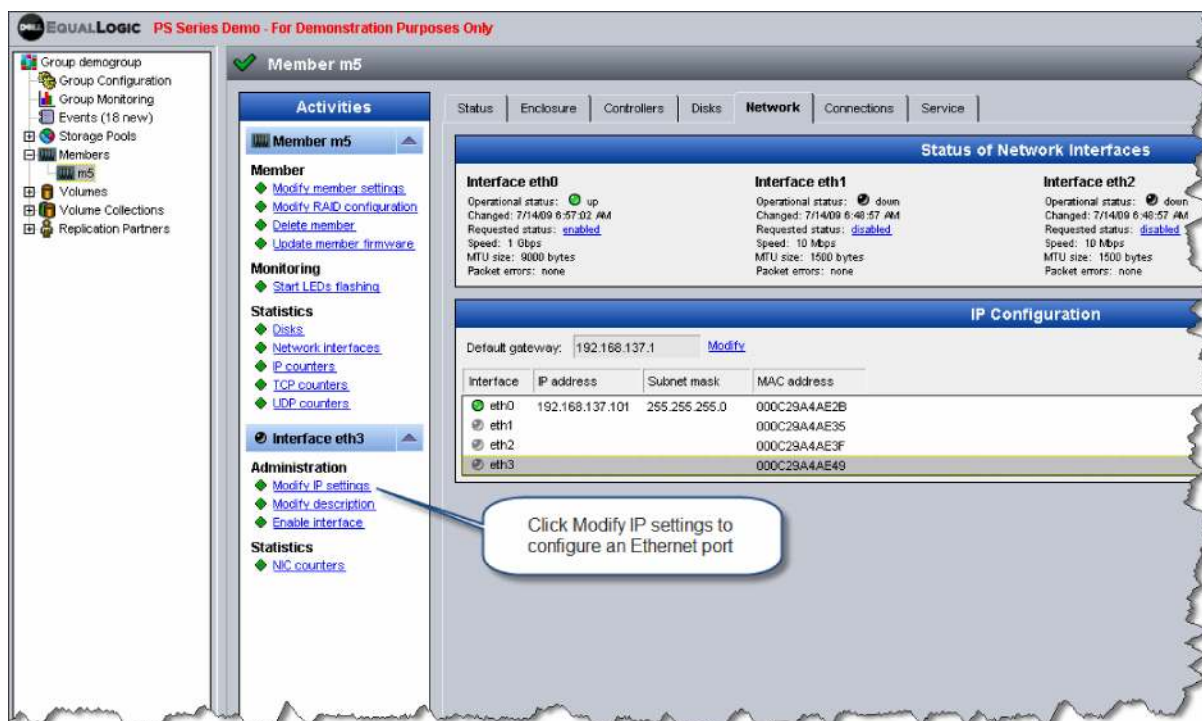 DELL EQUALLOGIC PS Series Demo - For Demonstration Purposes Only
Group demogroup
Group Configuration
Group Monitoring
Events (18 new)
Storage Pools
Members
m5
Volumes
Volume Collections
Replication Partners
Member m5
Activities
Member m5
Member
Modify member settings
Modify RAID configuration
Delete member
Update member firmware
Monitoring
Start LEDs flashing
Statistics
Disks
Network interfaces
IP counters
TCP counters
UDP counters
Interface eth3
Administration
Modify IP settings
Modify description
Enable interface
Statistics
NIC counters
Status Enclosure Controllers Disks Network Connections Service
Status of Network Interfaces
Interface eth0
Operational status: up
Changed: 7/14/09 6:57:02 AM
Requested status: enabled
Speed: 1 Gbps
MTU size: 9000 bytes
Packet errors: none
Interface eth1
Operational status: down
Changed: 7/14/09 6:48:57 AM
Requested status: disabled
Speed: 10 Mbps
MTU size: 1500 bytes
Packet errors: none
Interface eth2
Operational status: down
Changed: 7/14/09 6:48:57 AM
Requested status: disabled
Speed: 10 Mbps
MTU size: 1500 bytes
Packet errors: none
IP Configuration
Default gateway: 192.168.137.1 Modify
Interface IP address Subnet mask MAC address
eth0 192.168.137.101 255.255.255.0 000C29A4AE2B
eth1 000C29A4AE35
eth2 000C29A4AE3F
eth3 000C29A4AE49
Click Modify IP settings to
configure an Ethernet port